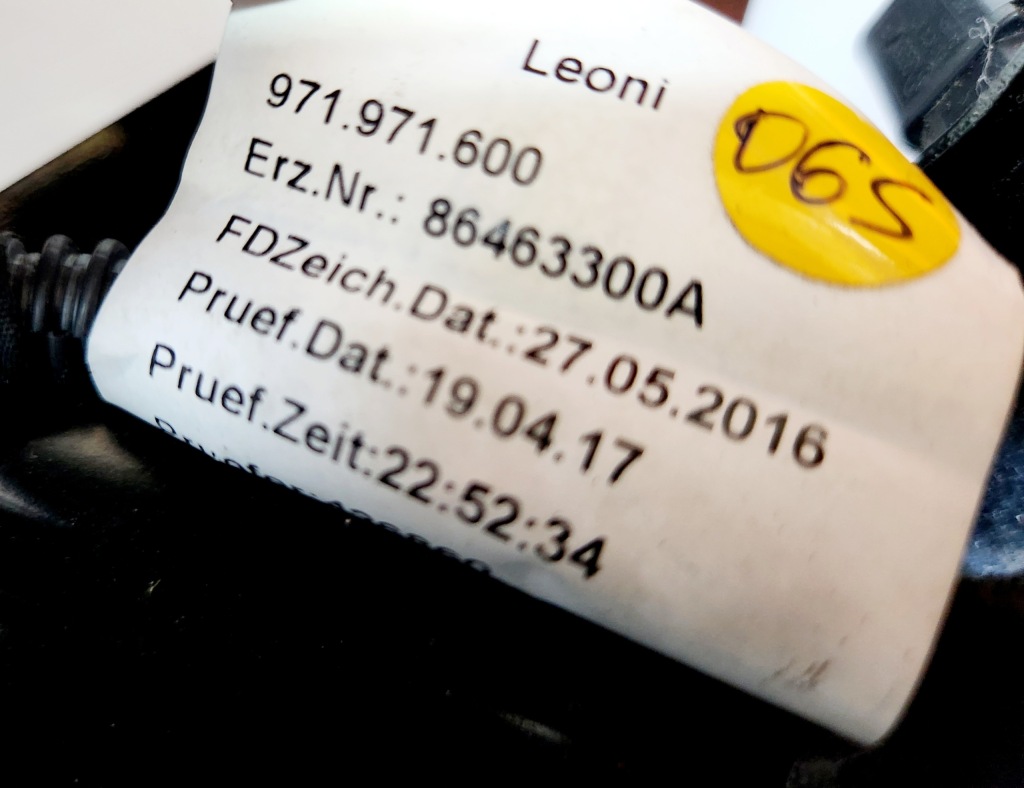 Leoni
971.971.600
Erz.Nr.: 86463300A
FDZeich.Dat.:27.05.2016
Pruef.Dat.:19.04.17
Pruef.Zeit:22:52:34
06S